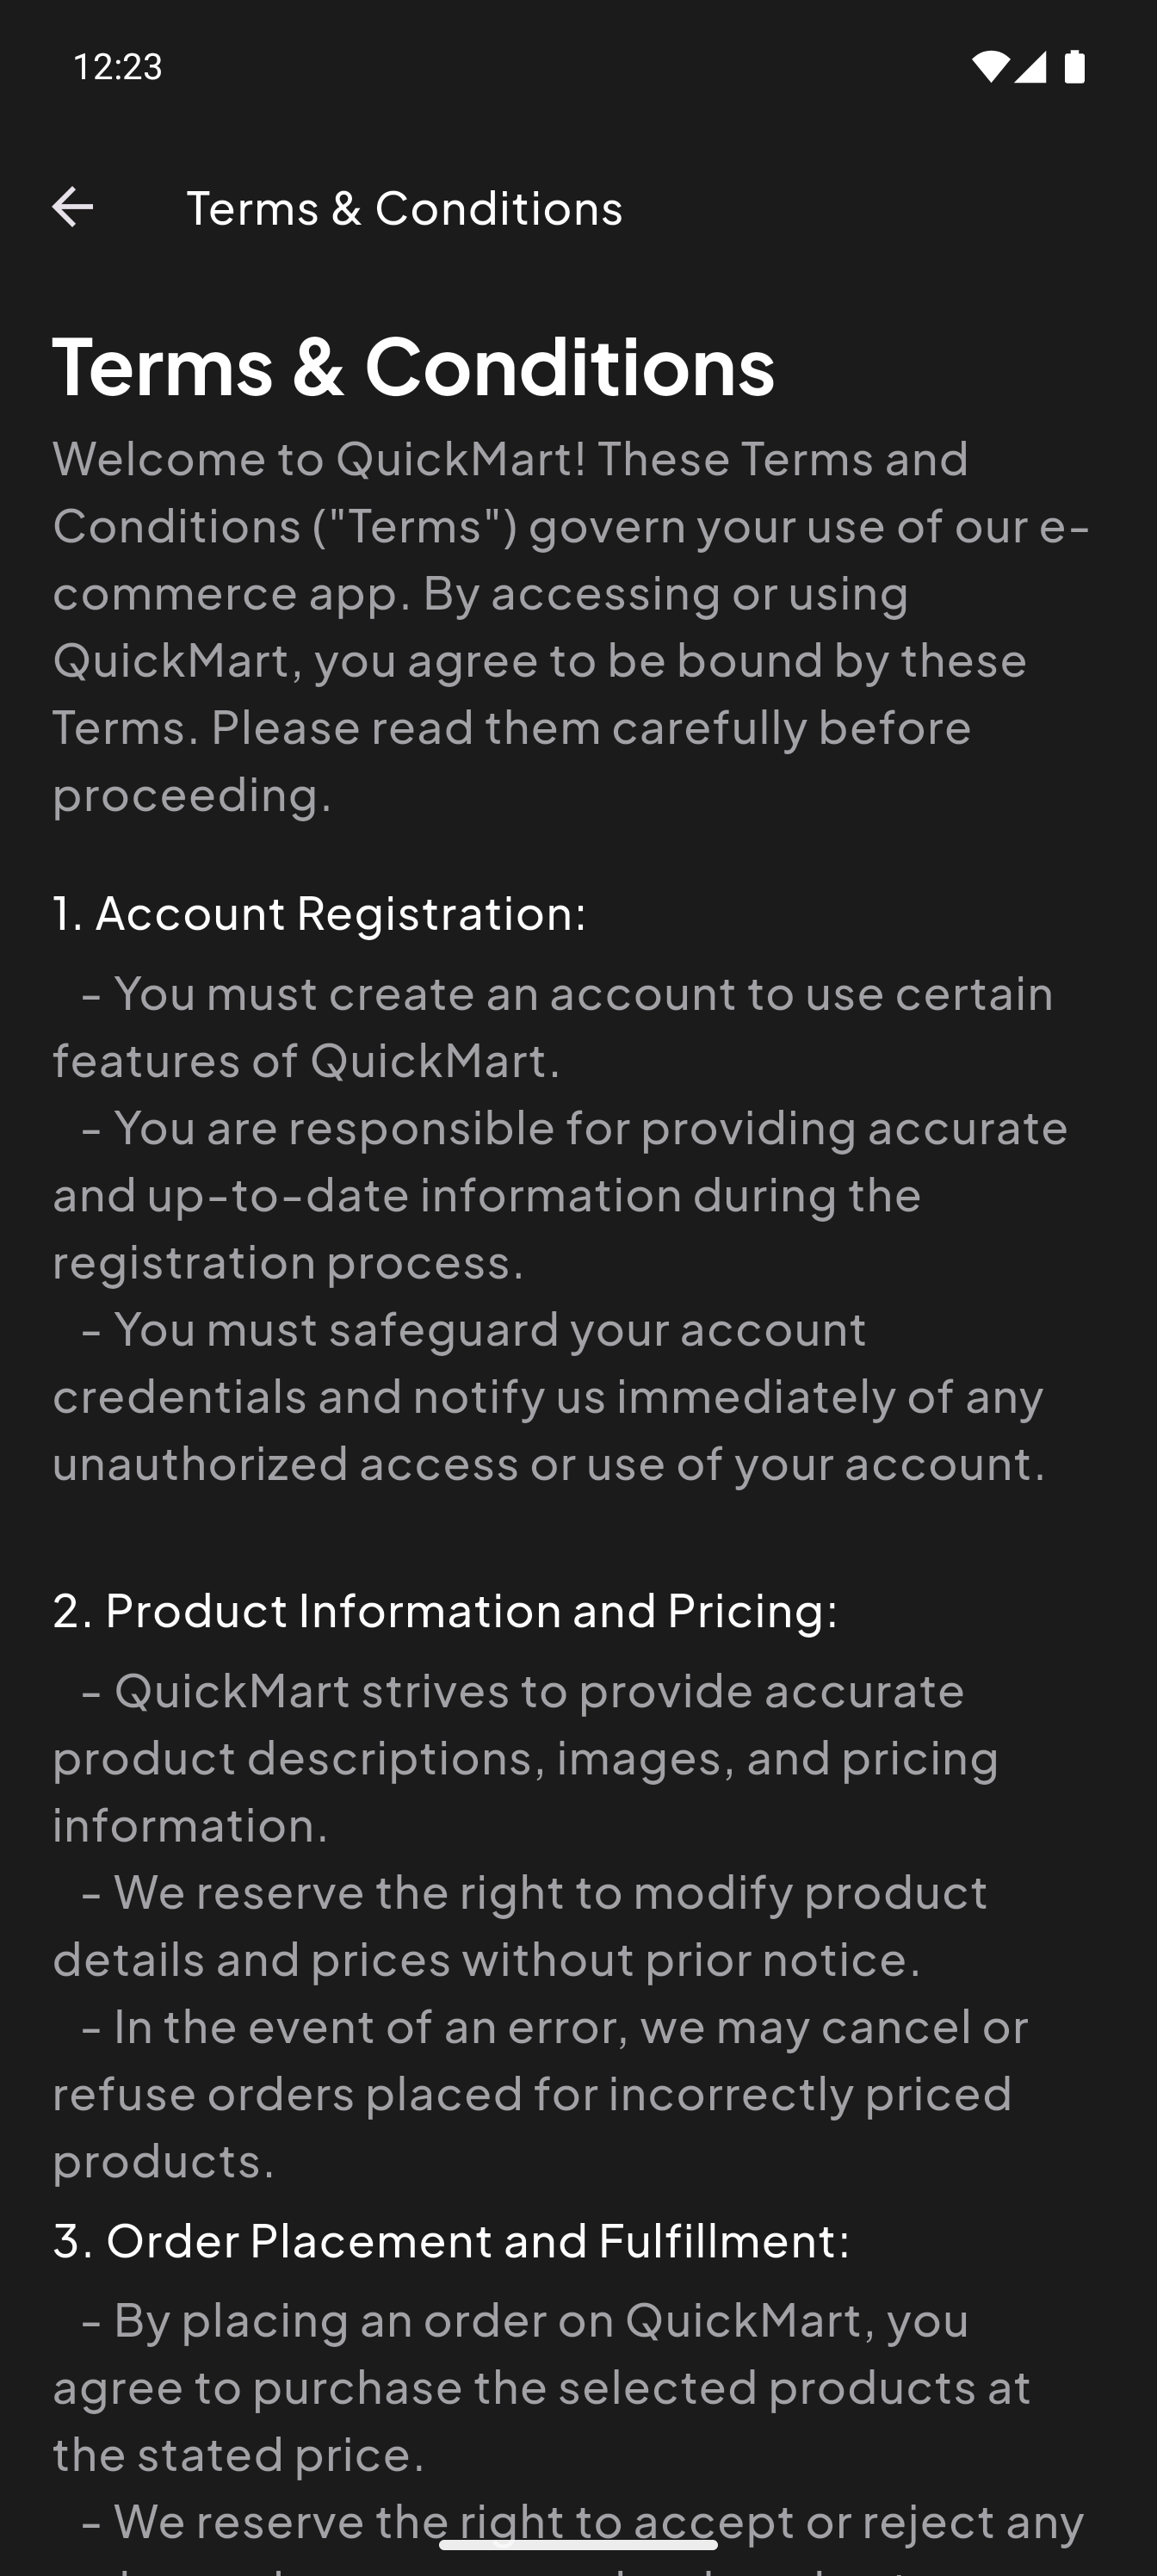 12:23
Terms & Conditions
Terms & Conditions
Welcome to QuickMart! These Terms and
Conditions ("Terms") govern your use of our e-
commerce app. By accessing or using
QuickMart, you agree to be bound by these
Terms. Please read them carefully before
proceeding.
1. Account Registration:
- You must create an account to use certain
features of QuickMart.
- You are responsible for providing accurate
and up-to-date information during the
registration process.
- You must safeguard your account
credentials and notify us immediately of any
unauthorized access or use of your account.
2. Product Information and Pricing:
- QuickMart strives to provide accurate
product descriptions, images, and pricing
information.
- We reserve the right to modify product
details and prices without prior notice.
- In the event of an error, we may cancel or
refuse orders placed for incorrectly priced
products.
3. Order Placement and Fulfillment:
- By placing an order on QuickMart, you
agree to purchase the selected products at
the stated price.
- We reserve the right to accept or reject any